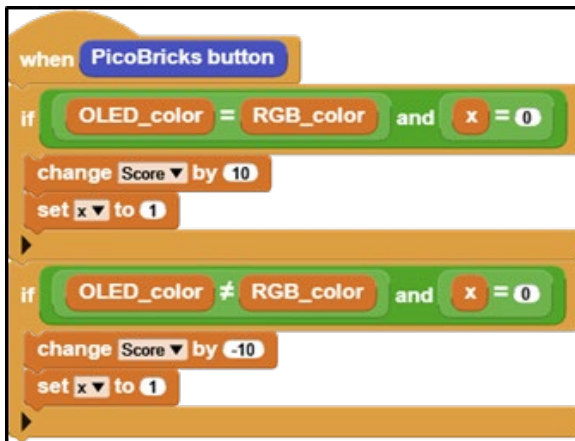 when PicoBricks button
if OLED_color = RGB_color and x = 0
change Score by 10
set x to 1
if OLED_color ≠ RGB_color and x = 0
change Score by -10
set x to 1